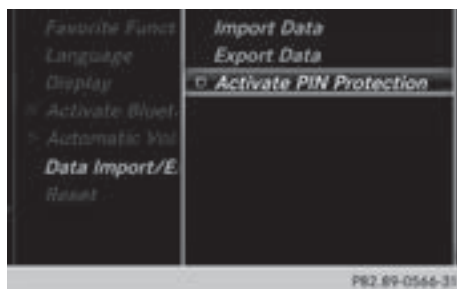 Favorite Funct
Language
Display
Activate Bluet
Automatic Vol
Data Import/E
Reset
Import Data
Export Data
Activate PIN Protection
P82.89-0566-31